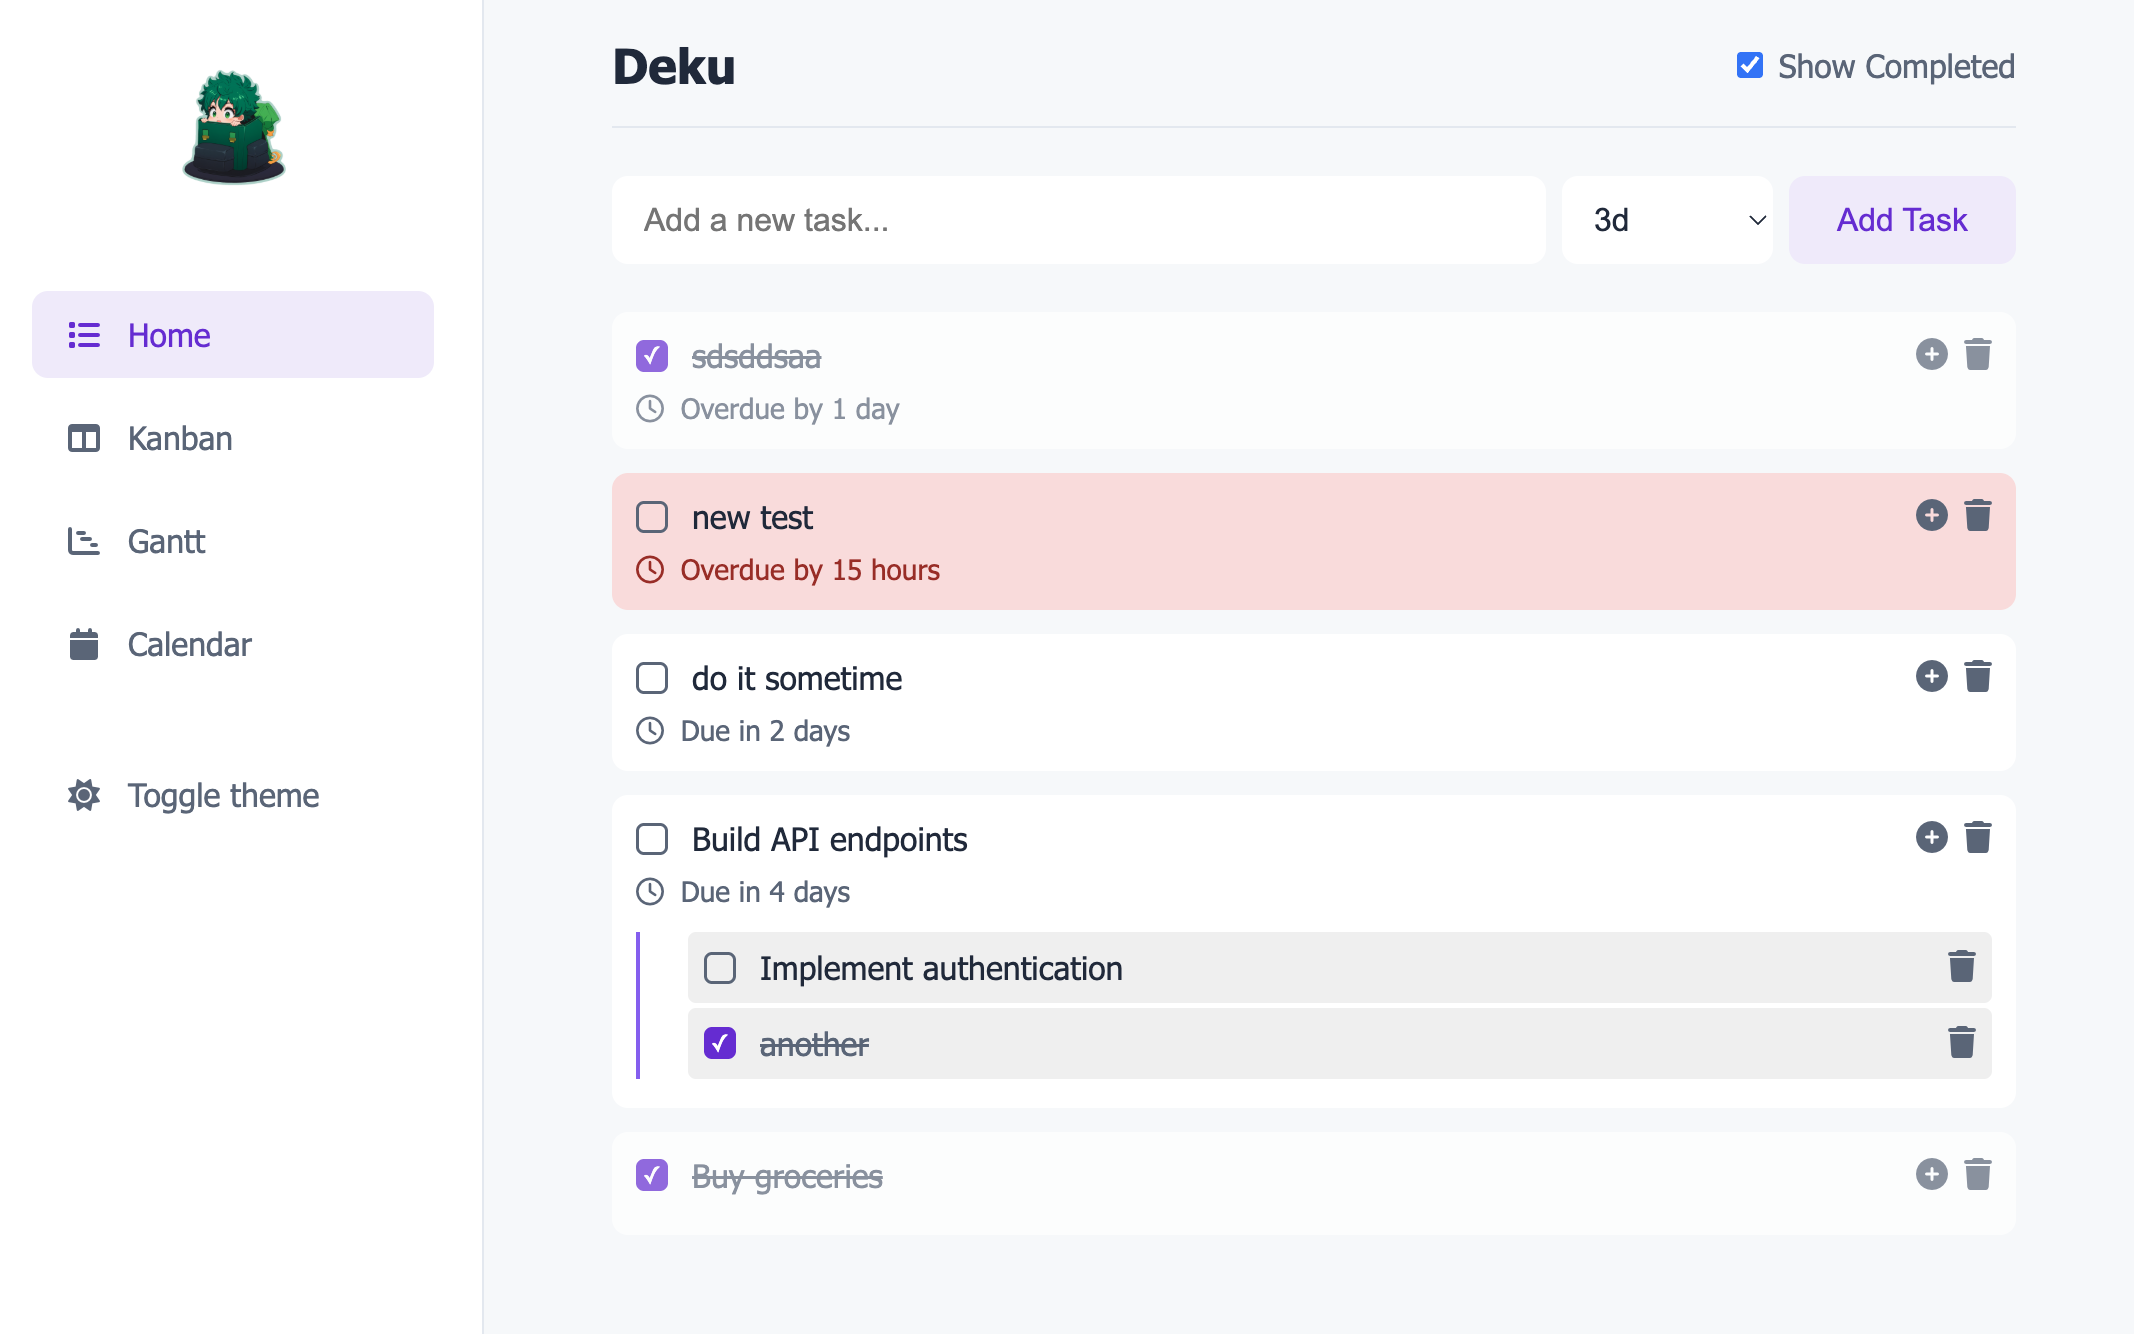 Deku
Show Completed
Add a new task...
3d
Add Task
Home
Kanban
Gantt
Calendar
Toggle theme
sdsddsaa
Overdue by 1 day
new test
Overdue by 15 hours
do it sometime
Due in 2 days
Build API endpoints
Due in 4 days
Implement authentication
another
Buy groceries